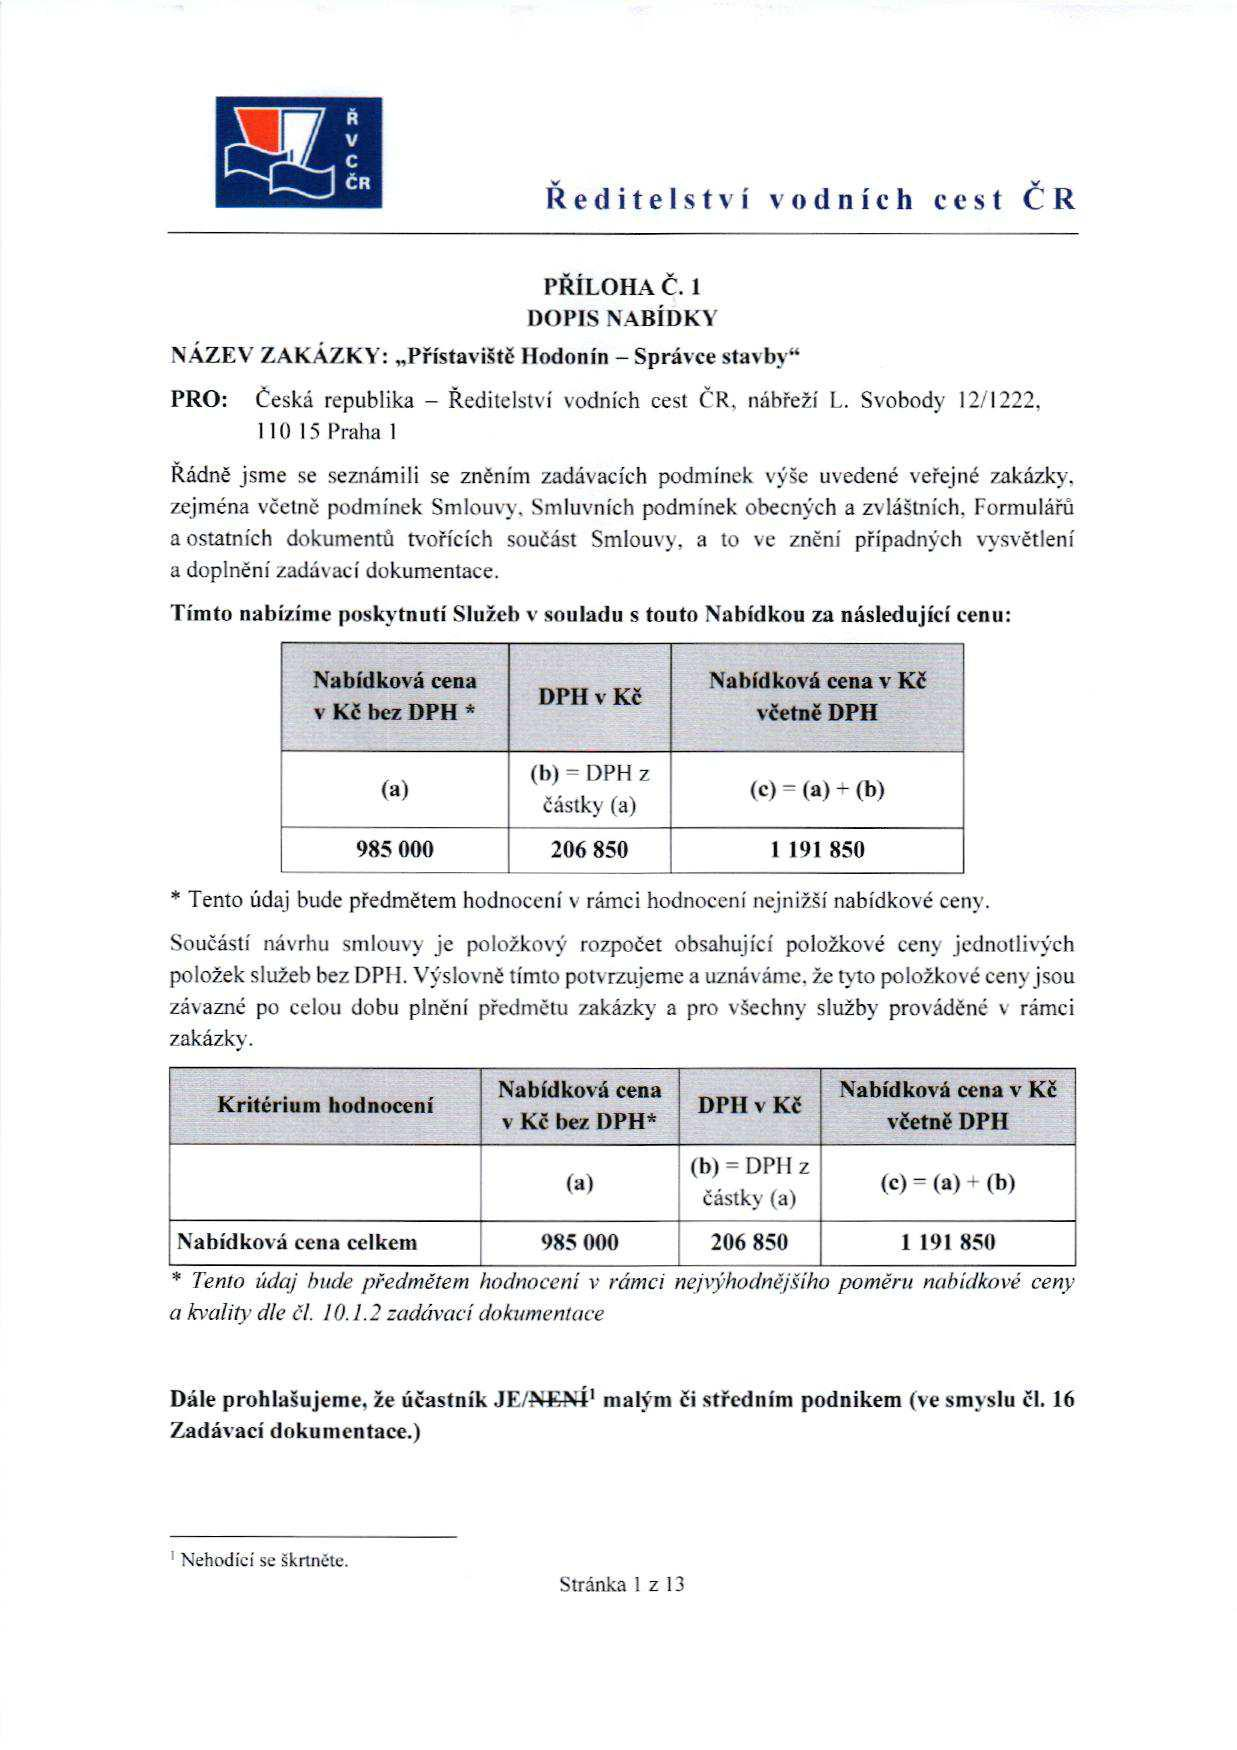 Ř
V
C
ČR
Ředitelství vodních cest ČR
PŘÍLOHA Č. 1
DOPIS NABÍDKY
NÁZEV ZAKÁZKY: „Přístaviště Hodonín – Správce stavby“
PRO: Česká republika – Ředitelství vodních cest ČR, nábřeží L. Svobody 12/1222,
110 15 Praha 1
Řádně jsme se seznámili se zněním zadávacích podmínek výše uvedené veřejné zakázky,
zejména včetně podmínek Smlouvy, Smluvních podmínek obecných a zvláštních, Formulářů
a ostatních dokumentů tvořících součást Smlouvy, a to ve znění případných vysvětlení
a doplnění zadávací dokumentace.
Tímto nabízíme poskytnutí Služeb v souladu s touto Nabídkou za následující cenu:
Nabídková cena
v Kč bez DPH *
DPH v Kč
Nabídková cena v Kč
včetně DPH
(a)
(b) = DPH z
částky (a)
(c) = (a) + (b)
985 000
206 850
1 191 850
* Tento údaj bude předmětem hodnocení v rámci hodnocení nejnižší nabídkové ceny.
Součástí návrhu smlouvy je položkový rozpočet obsahující položkové ceny jednotlivých
položek služeb bez DPH. Výslovně tímto potvrzujeme a uznáváme, že tyto položkové ceny jsou
závazné po celou dobu plnění předmětu zakázky a pro všechny služby prováděné v rámci
zakázky.
Kritérium hodnocení
Nabídková cena
v Kč bez DPH*
DPH v Kč
Nabídková cena v Kč
včetně DPH
(a)
(b) = DPH z
částky (a)
(c) = (a) + (b)
Nabídková cena celkem
985 000
206 850
1 191 850
* Tento údaj bude předmětem hodnocení v rámci nejvýhodnějšího poměru nabídkové ceny
a kvality dle čl. 10.1.2 zadávací dokumentace
Dále prohlašujeme, že účastník JE/NENÍ¹ malým či středním podnikem (ve smyslu čl. 16
Zadávací dokumentace.)
¹ Nehodící se škrtněte.
Stránka 1 z 13